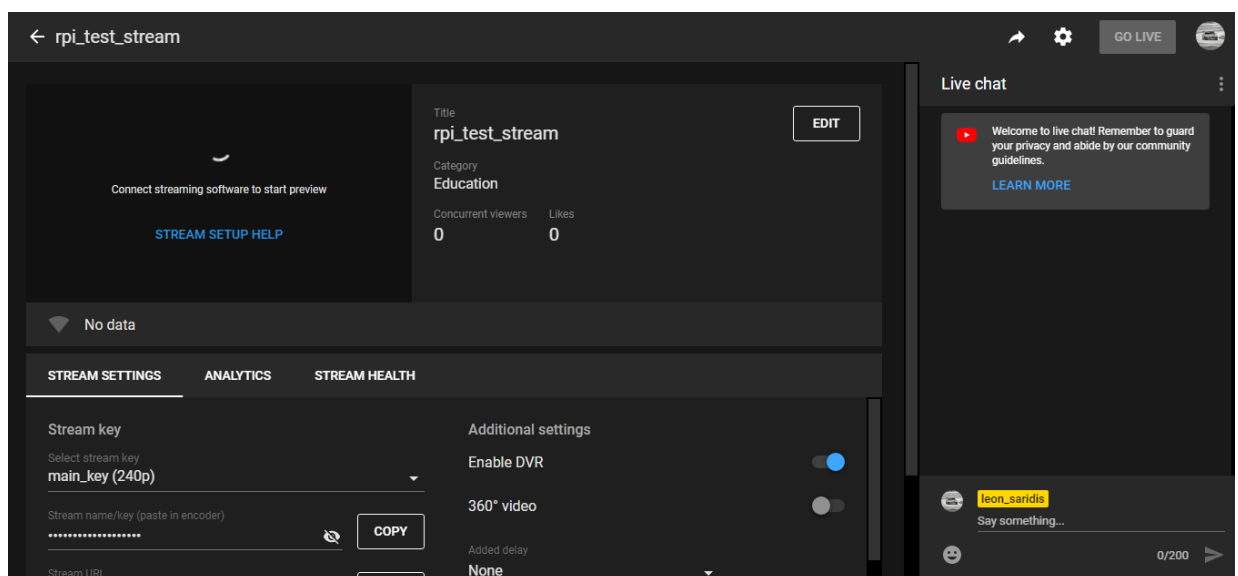 rpi_test_stream
GO LIVE
Connect streaming software to start preview
STREAM SETUP HELP
Title
rpi_test_stream
EDIT
Category
Education
Concurrent viewers Likes
0 0
No data
STREAM SETTINGS ANALYTICS STREAM HEALTH
Stream key
Select stream key
main_key (240p)
Stream name/key (paste in encoder)
•••••••••••••••••••
COPY
Stream URL
Additional settings
Enable DVR
360° video
Added delay
None
Live chat
Welcome to live chat! Remember to guard
your privacy and abide by our community
guidelines.
LEARN MORE
leon_saridis
Say something...
0/200